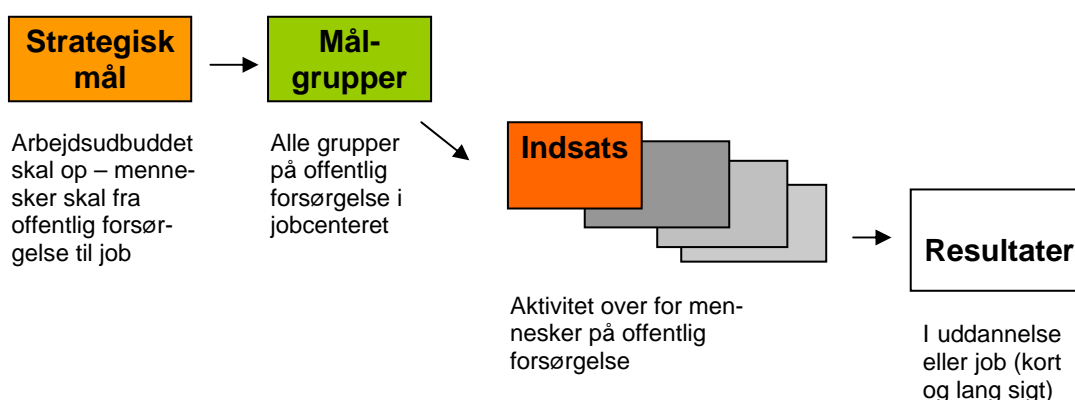 Strategisk
mål
Arbejdsudbuddet
skal op – menne-
sker skal fra
offentlig forsør-
gelse til job
Mål-
grupper
Alle grupper
på offentlig
forsørgelse i
jobcenteret
Indsats
Aktivitet over for men-
nesker på offentlig
forsørgelse
Resultater
I uddannelse
eller job (kort
og lang sigt)